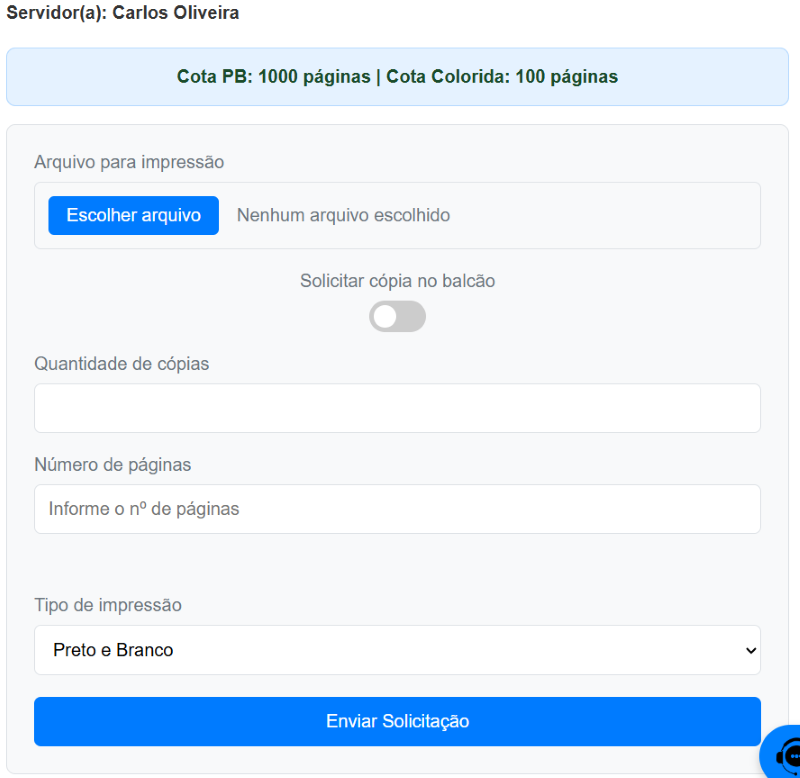 Servidor(a): Carlos Oliveira
Cota PB: 1000 páginas | Cota Colorida: 100 páginas
Arquivo para impressão
Escolher arquivo Nenhum arquivo escolhido
Solicitar cópia no balcão
Quantidade de cópias
Número de páginas
Informe o nº de páginas
Tipo de impressão
Preto e Branco
Enviar Solicitação